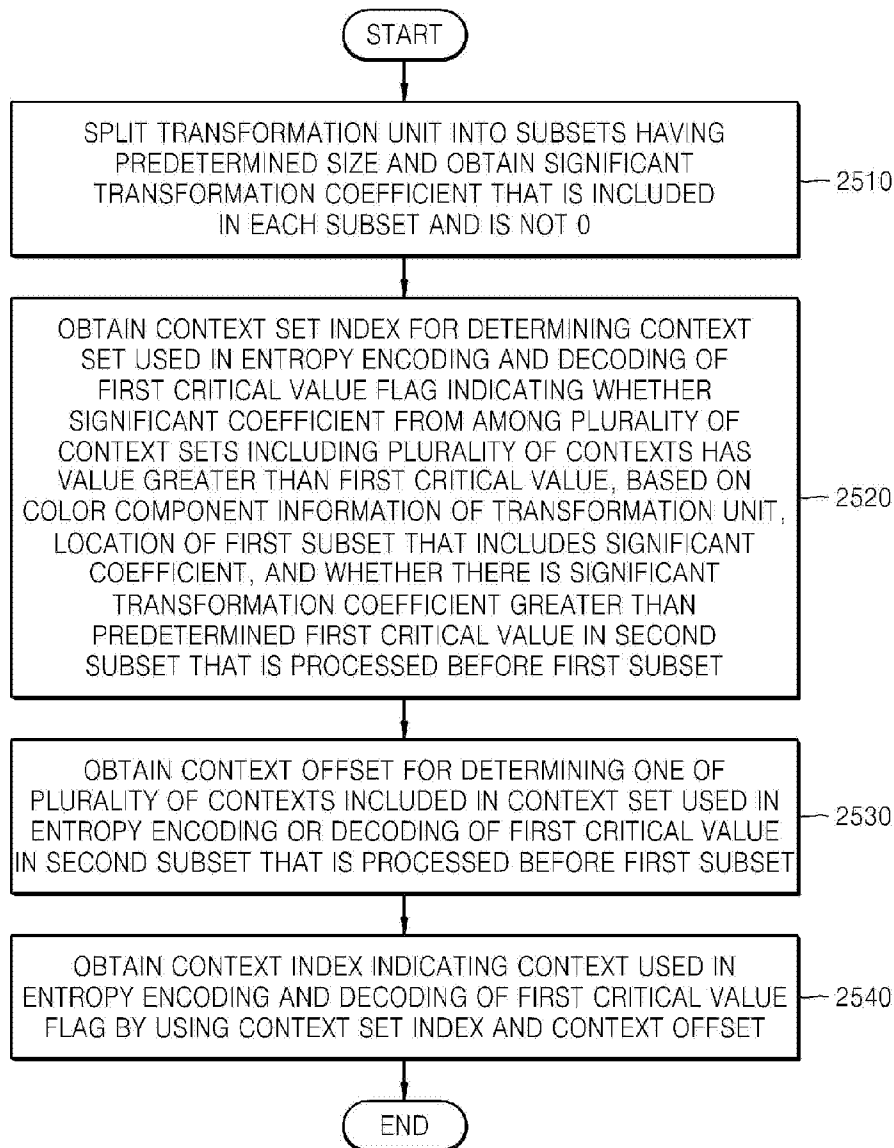 START
SPLIT TRANSFORMATION UNIT INTO SUBSETS HAVING
PREDETERMINED SIZE AND OBTAIN SIGNIFICANT
TRANSFORMATION COEFFICIENT THAT IS INCLUDED
IN EACH SUBSET AND IS NOT 0
2510
OBTAIN CONTEXT SET INDEX FOR DETERMINING CONTEXT
SET USED IN ENTROPY ENCODING AND DECODING OF
FIRST CRITICAL VALUE FLAG INDICATING WHETHER
SIGNIFICANT COEFFICIENT FROM AMONG PLURALITY OF
CONTEXT SETS INCLUDING PLURALITY OF CONTEXTS HAS
VALUE GREATER THAN FIRST CRITICAL VALUE, BASED ON
COLOR COMPONENT INFORMATION OF TRANSFORMATION UNIT,
LOCATION OF FIRST SUBSET THAT INCLUDES SIGNIFICANT
COEFFICIENT, AND WHETHER THERE IS SIGNIFICANT
TRANSFORMATION COEFFICIENT GREATER THAN
PREDETERMINED FIRST CRITICAL VALUE IN SECOND
SUBSET THAT IS PROCESSED BEFORE FIRST SUBSET
2520
OBTAIN CONTEXT OFFSET FOR DETERMINING ONE OF
PLURALITY OF CONTEXTS INCLUDED IN CONTEXT SET USED IN
ENTROPY ENCODING OR DECODING OF FIRST CRITICAL VALUE
IN SECOND SUBSET THAT IS PROCESSED BEFORE FIRST SUBSET
2530
OBTAIN CONTEXT INDEX INDICATING CONTEXT USED IN
ENTROPY ENCODING AND DECODING OF FIRST CRITICAL VALUE
FLAG BY USING CONTEXT SET INDEX AND CONTEXT OFFSET
2540
END